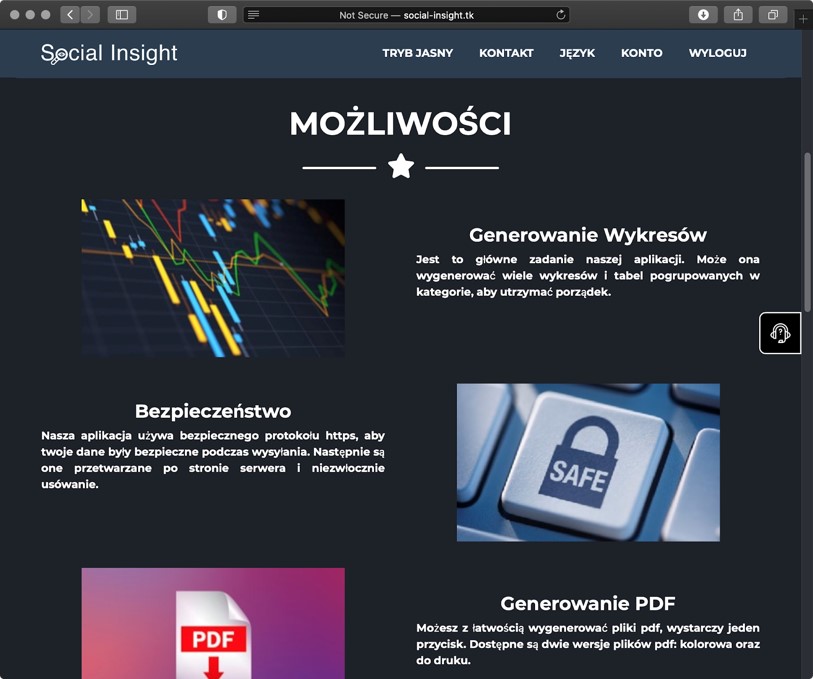 Not Secure — social-insight.tk
Social Insight
TRYB JASNY KONTAKT JĘZYK KONTO WYLOGUJ
MOŻLIWOŚCI
Generowanie Wykresów
Jest to główne zadanie naszej aplikacji. Może ona
wygenerować wiele wykresów i tabel pogrupowanych w
kategorie, aby utrzymać porządek.
Bezpieczeństwo
Nasza aplikacja używa bezpiecznego protokołu https, aby
twoje dane były bezpieczne podczas wysyłania. Następnie są
one przetwarzane po stronie serwera i niezwłocznie
usówanie.
SAFE
PDF
Generowanie PDF
Możesz z łatwością wygenerować pliki pdf, wystarczy jeden
przycisk. Dostępne są dwie wersje plików pdf: kolorowa oraz
do druku.